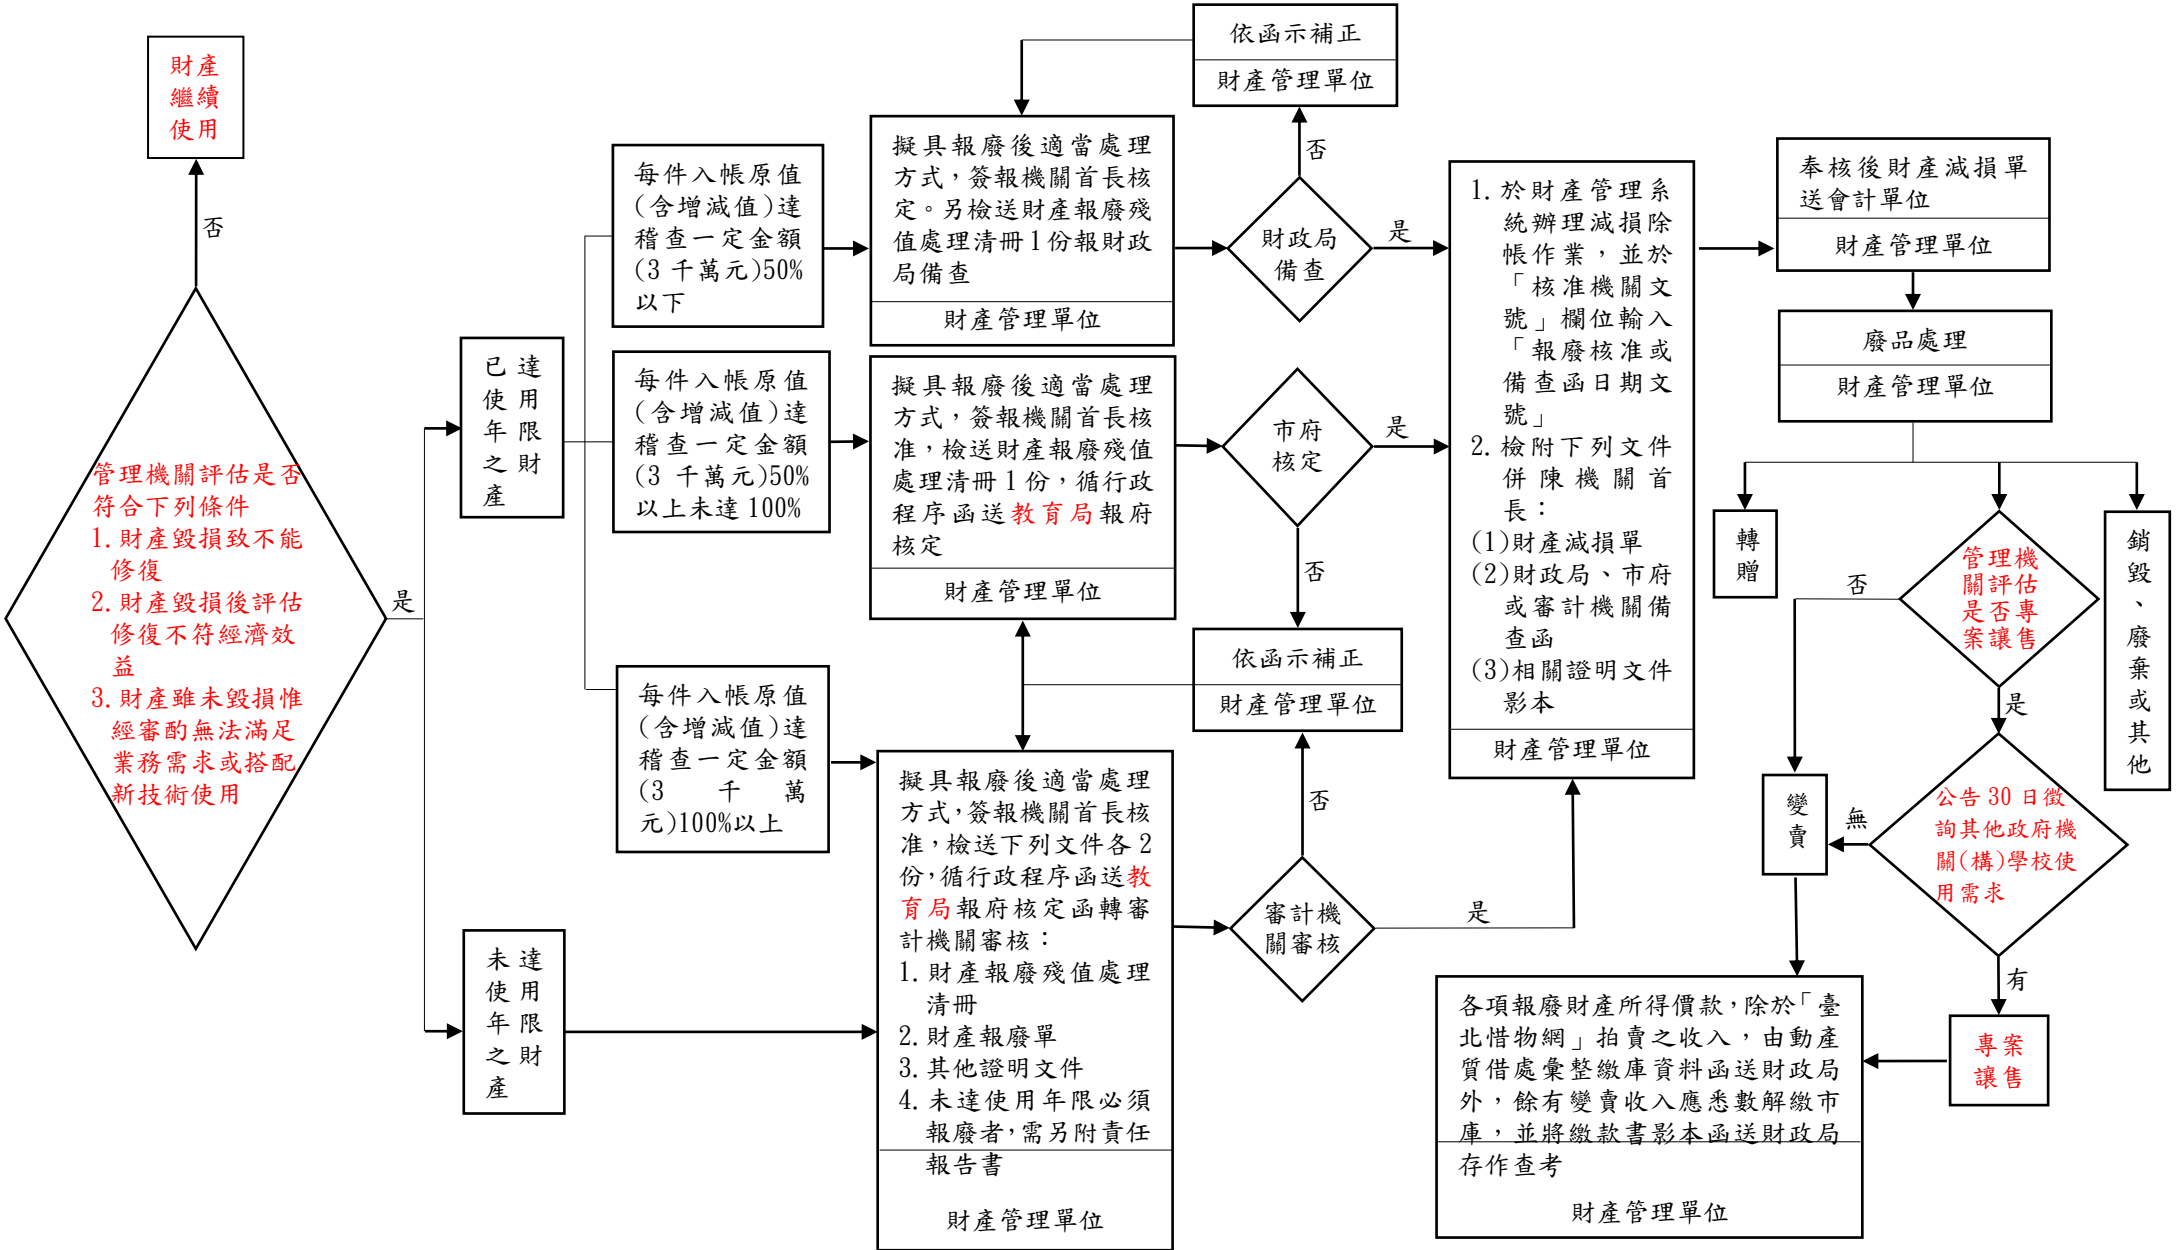 財產
繼續
使用
否
管理機關評估是否
符合下列條件
1.財產毀損致不能
修復
2.財產毀損後評估
修復不符經濟效
益
3.財產雖未毀損惟
經審酌無法滿足
業務需求或搭配
新技術使用
是
已達
使用
年限
之財
產
未達
使用
年限
之財
產
每件入帳原值
(含增減值)達
稽查一定金額
(3 千萬元)50%
以下
每件入帳原值
(含增減值)達
稽查一定金額
(3 千萬元)50%
以上未達 100%
每件入帳原值
(含增減值)達
稽查一定金額
(3 千 萬
元)100%以上
擬具報廢後適當處理
方式，簽報機關首長核
定。另檢送財產報廢殘
值處理清冊 1 份報財政
局備查
財產管理單位
擬具報廢後適當處理
方式，簽報機關首長核
准，檢送財產報廢殘值
處理清冊 1 份，循行政
程序函送教育局報府
核定
財產管理單位
擬具報廢後適當處理
方式，簽報機關首長核
准，檢送下列文件各 2
份，循行政程序函送教
育局報府核定函轉審
計機關審核：
1.財產報廢殘值處理
清冊
2.財產報廢單
3.其他證明文件
4.未達使用年限必須
報廢者，需另附責任
報告書
財產管理單位
依函示補正
財產管理單位
否
財政局
備查
是
市府
核定
是
否
依函示補正
財產管理單位
否
審計機
關審核
是
1.於財產管理系
統辦理減損除
帳作業，並於
「核准機關文
號」欄位輸入
「報廢核准或
備查函日期文
號」
2.檢附下列文件
併陳機關首
長：
(1)財產減損單
(2)財政局、市府
或審計機關備
查函
(3)相關證明文件
影本
財產管理單位
奉核後財產減損單
送會計單位
財產管理單位
廢品處理
財產管理單位
轉
贈
管理機
關評估
是否專
案讓售
否
是
銷
毀
、
廢
棄
或
其
他
變
賣
無
公告 30 日徵
詢其他政府機
關(構)學校使
用需求
有
專案
讓售
各項報廢財產所得價款，除於「臺
北惜物網」拍賣之收入，由動產
質借處彙整繳庫資料函送財政局
外，餘有變賣收入應悉數解繳市
庫，並將繳款書影本函送財政局
存作查考
財產管理單位